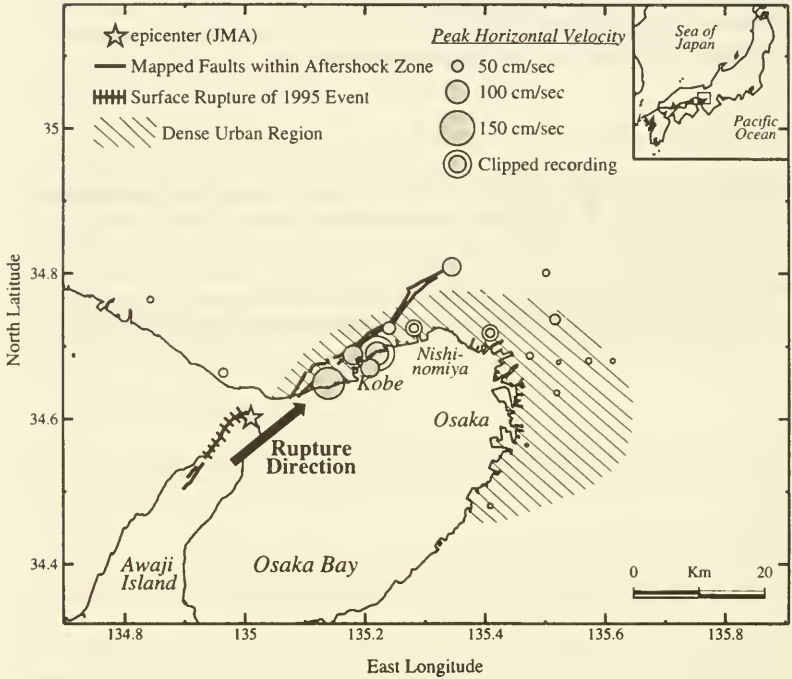 epicenter (JMA)
Mapped Faults within Aftershock Zone
Surface Rupture of 1995 Event
Dense Urban Region
Peak Horizontal Velocity
50 cm/sec
100 cm/sec
150 cm/sec
Clipped recording
Sea of
Japan
Pacific
Ocean
North Latitude
35
34.8
34.6
34.4
Nishi-
nomiya
Kobe
Osaka
Rupture
Direction
Awaji
Island
Osaka Bay
0 Km 20
134.8 135 135.2 135.4 135.6 135.8
East Longitude